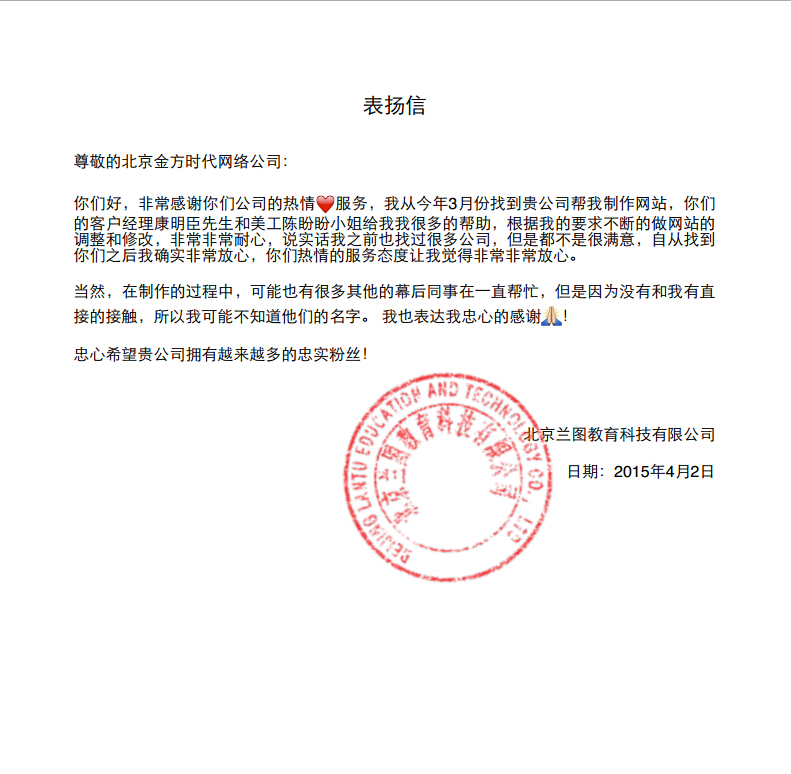 表扬信
尊敬的北京金方时代网络公司：
你们好，非常感谢你们公司的热情❤️服务，我从今年3月份找到贵公司帮我制作网站，你们
的客户经理康明臣先生和美工陈盼盼小姐给我我很多的帮助，根据我的要求不断的做网站的
调整和修改，非常非常耐心，说实话我之前也找过很多公司，但是都不是很满意，自从找到
你们之后我确实非常放心，你们热情的服务态度让我觉得非常非常放心。
当然，在制作的过程中，可能也有很多其他的幕后同事在一直帮忙，但是因为没有和我有直
接的接触，所以我可能不知道他们的名字。 我也表达我忠心的感谢🙏！
忠心希望贵公司拥有越来越多的忠实粉丝！
BEIJING LANTU EDUCATION AND TECHNOLOGY CO., LTD
北京兰图教育科技有限公司
北京兰图教育科技有限公司
日期：2015年4月2日